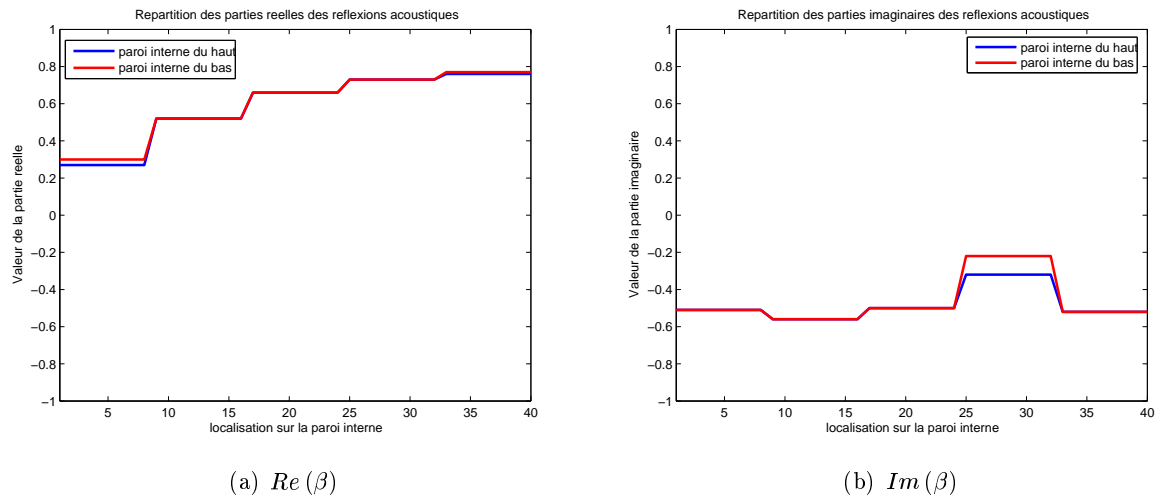 Repartition des parties reelles des reflexions acoustiques
1
0.8
0.6
0.4
0.2
0
−0.2
−0.4
−0.6
−0.8
−1
Valeur de la partie reelle
paroi interne du haut
paroi interne du bas
5 10 15 20 25 30 35 40
localisation sur la paroi interne
(a) Re (β)
Repartition des parties imaginaires des reflexions acoustiques
1
0.8
0.6
0.4
0.2
0
−0.2
−0.4
−0.6
−0.8
−1
Valeur de la partie imaginaire
paroi interne du haut
paroi interne du bas
5 10 15 20 25 30 35 40
localisation sur la paroi interne
(b) Im (β)